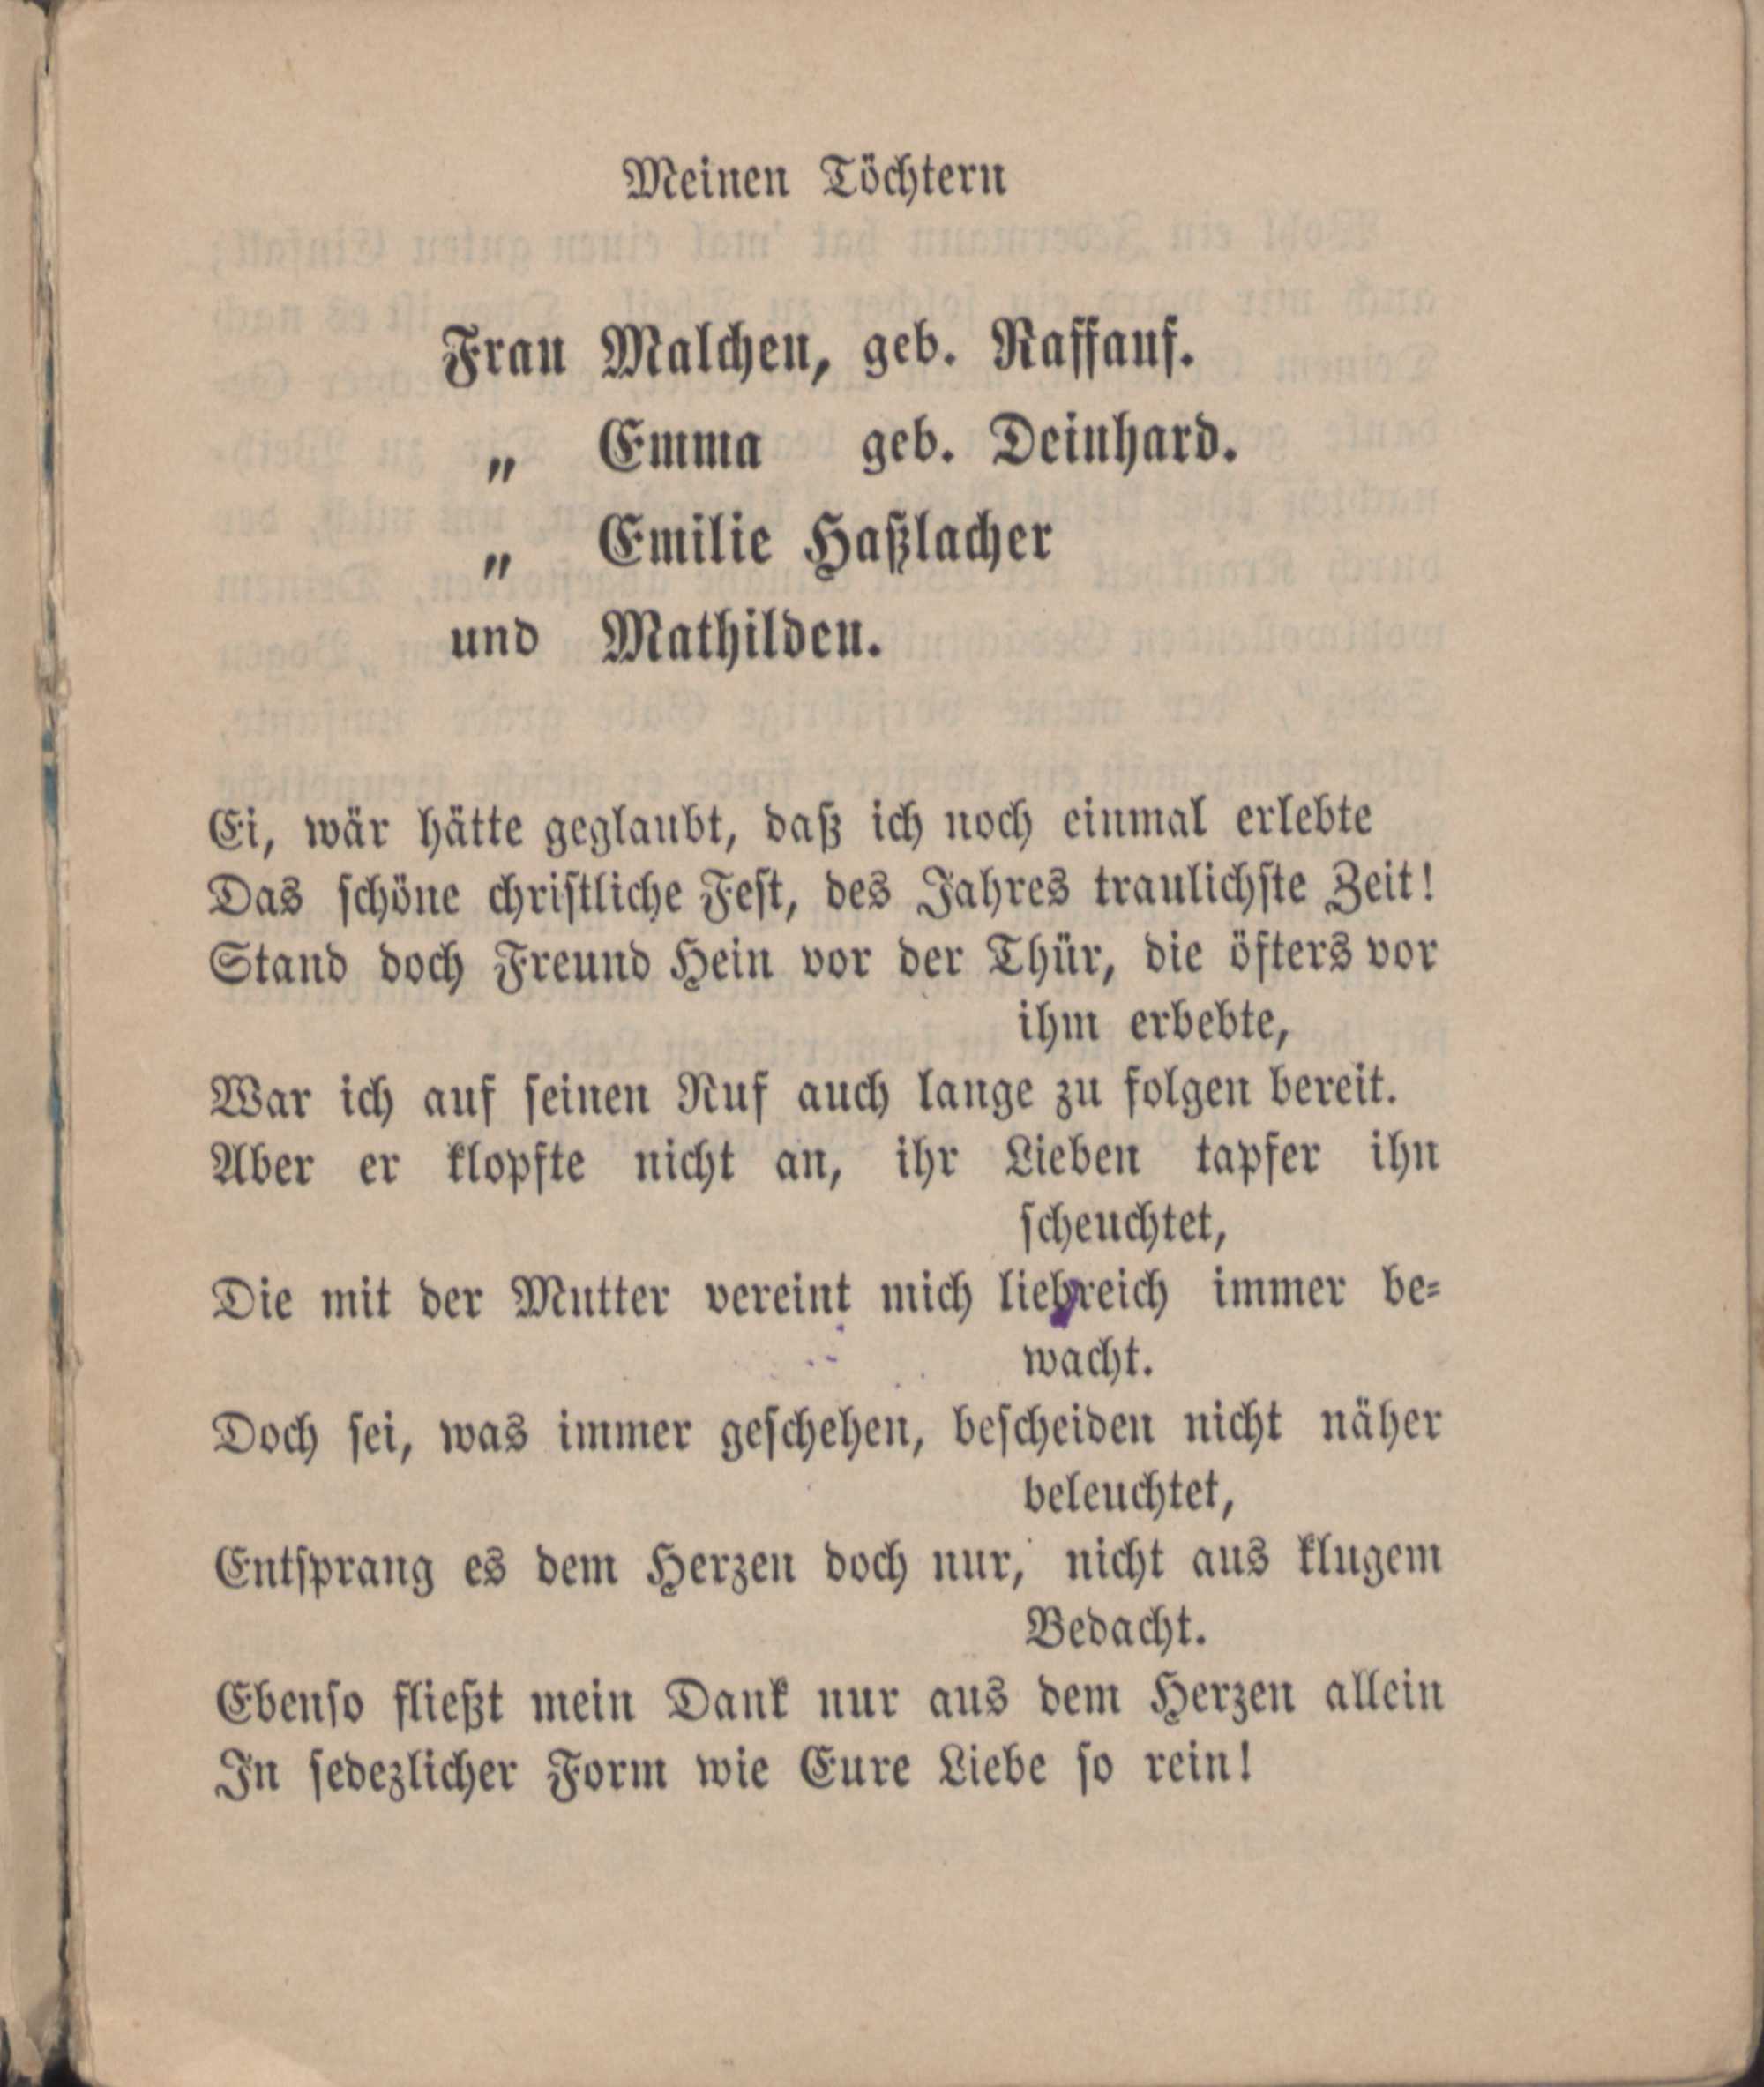 Meinen Töchtern
Frau Malchen, geb. Raffauf.
„ Emma geb. Deinhard.
„ Emilie Haßlacher
und Mathilden.
Ei, wär hätte geglaubt, daß ich noch einmal erlebte
Das schöne christliche Fest, des Jahres traulichste Zeit!
Stand doch Freund Hein vor der Thür, die öfters vor
ihm erbebte,
War ich auf seinen Ruf auch lange zu folgen bereit.
Aber er klopfte nicht an, ihr Lieben tapfer ihn
scheuchtet,
Die mit der Mutter vereint mich liebreich immer be-
wacht.
Doch sei, was immer geschehen, bescheiden nicht näher
beleuchtet,
Entsprang es dem Herzen doch nur, nicht aus klugem
Bedacht.
Ebenso fließt mein Dank nur aus dem Herzen allein
In sedezlicher Form wie Eure Liebe so rein!